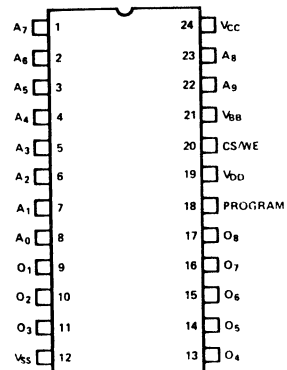 A7 1 24 VCC
A6 2 23 A8
A5 3 22 A9
A4 4 21 VBB
A3 5 20 CS/WE
A2 6 19 VDD
A1 7 18 PROGRAM
A0 8 17 O8
O1 9 16 O7
O2 10 15 O6
O3 11 14 O5
VSS 12 13 O4